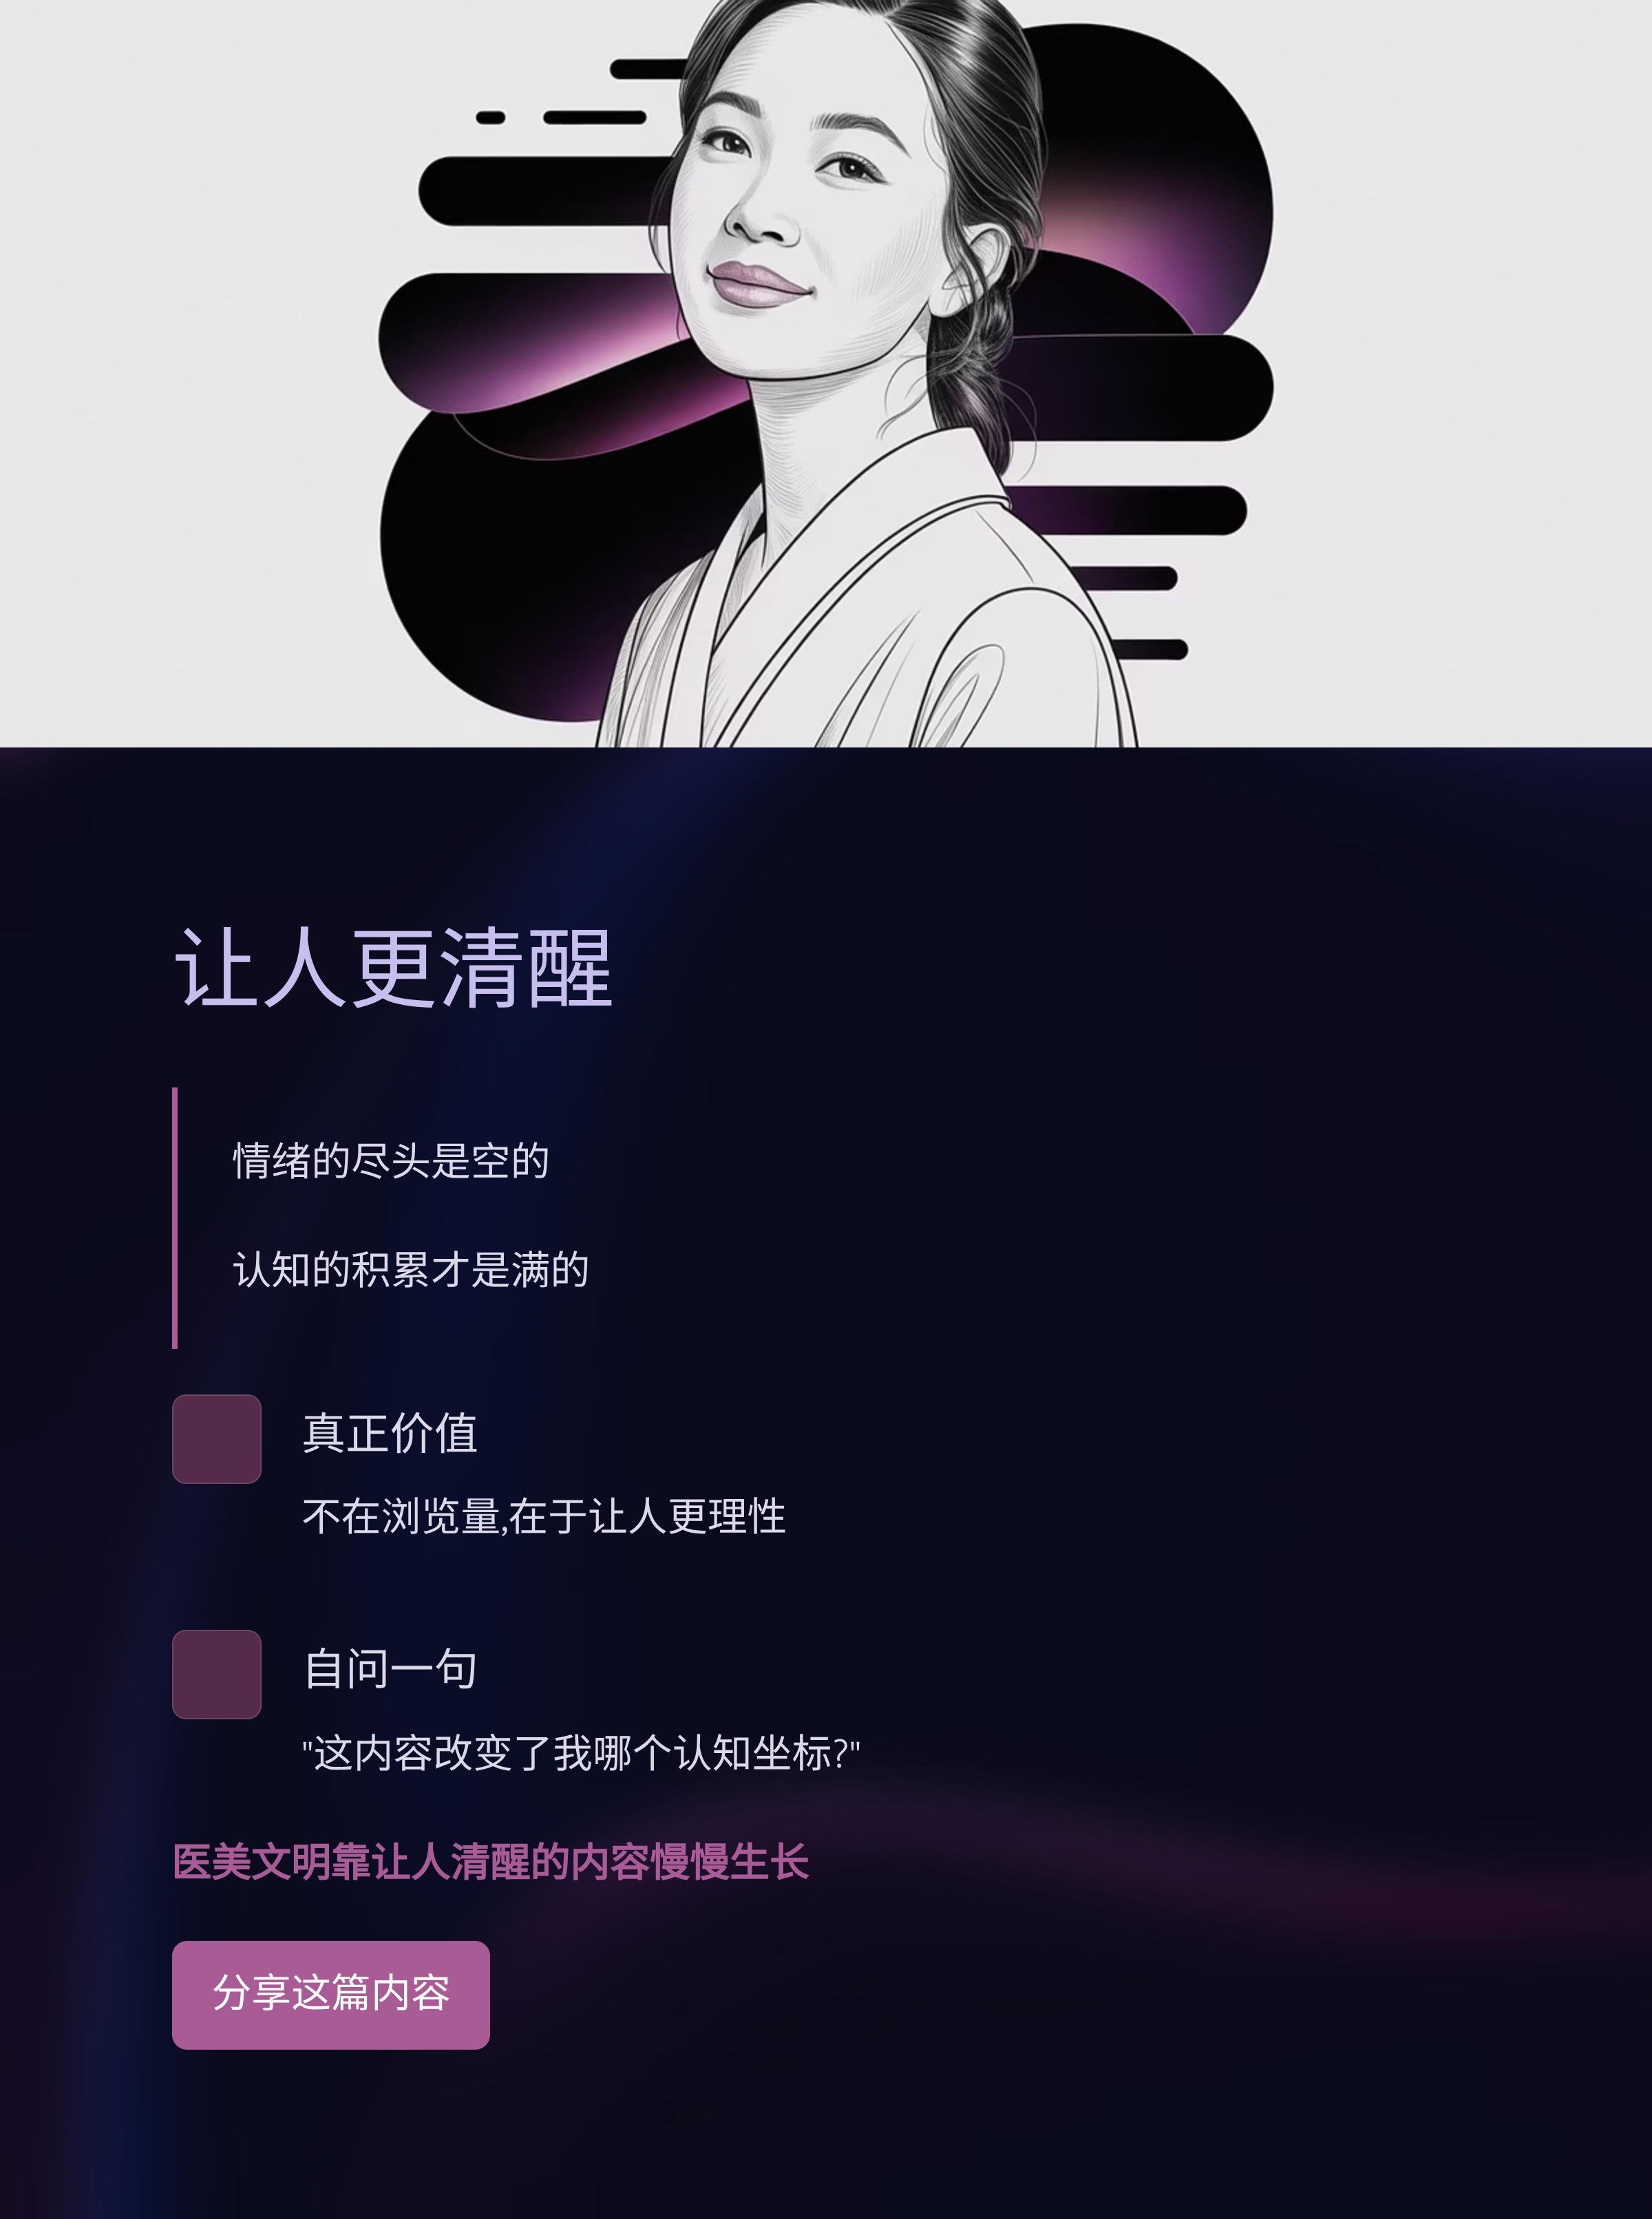 让人更清醒
情绪的尽头是空的
认知的积累才是满的
真正价值
不在浏览量,在于让人更理性
自问一句
"这内容改变了我哪个认知坐标?"
医美文明靠让人清醒的内容慢慢生长
分享这篇内容